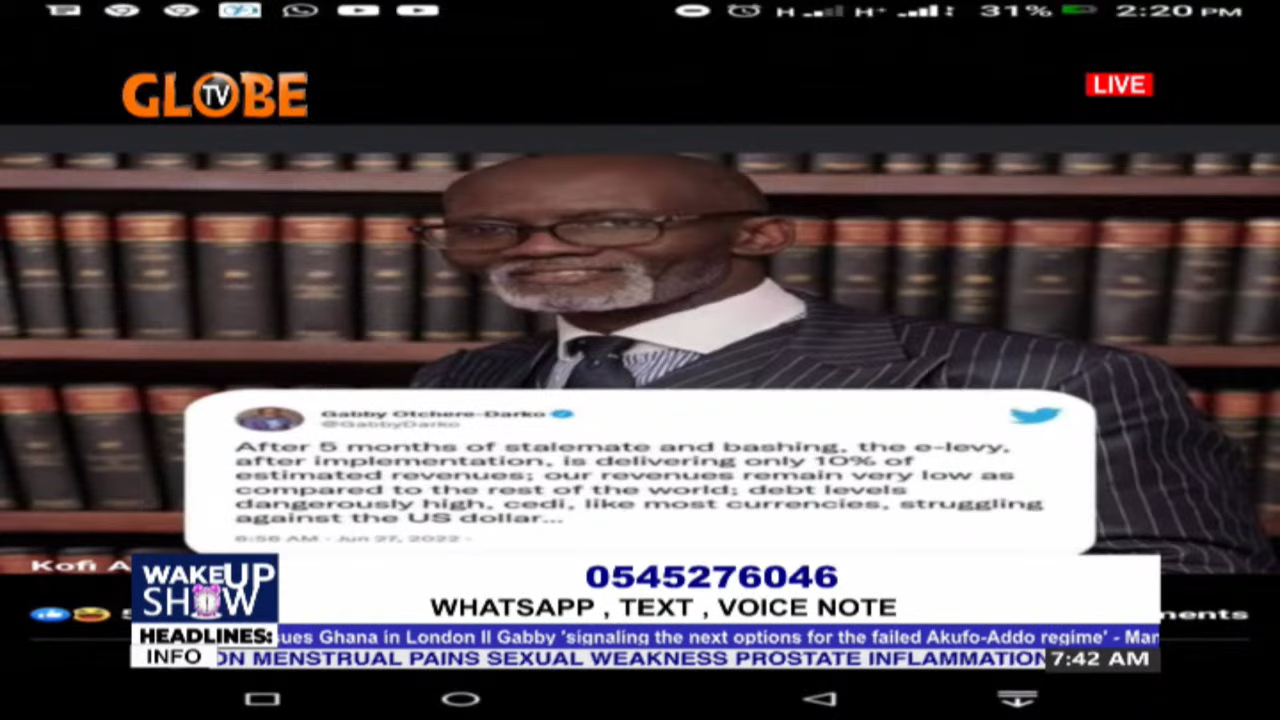 H H+ 31% 2:20 PM
GLOBE TV
LIVE
Gabby Otchere-Darko
@GabbyDarko
After 5 months of stalemate and bashing, the e-levy,
after implementation, is delivering only 10% of
estimated revenues; our revenues remain very low as
compared to the rest of the world; debt levels
dangerously high, cedi, like most currencies, struggling
against the US dollar...
6:56 AM - Jun 27, 2022 -
Kofi A
WAKE UP
SHOW
0545276046
WHATSAPP , TEXT , VOICE NOTE
ments
HEADLINES: ues Ghana in London II Gabby 'signaling the next options for the failed Akufo-Addo regime' - Mar
INFO ON MENSTRUAL PAINS SEXUAL WEAKNESS PROSTATE INFLAMMATION 7:42 AM